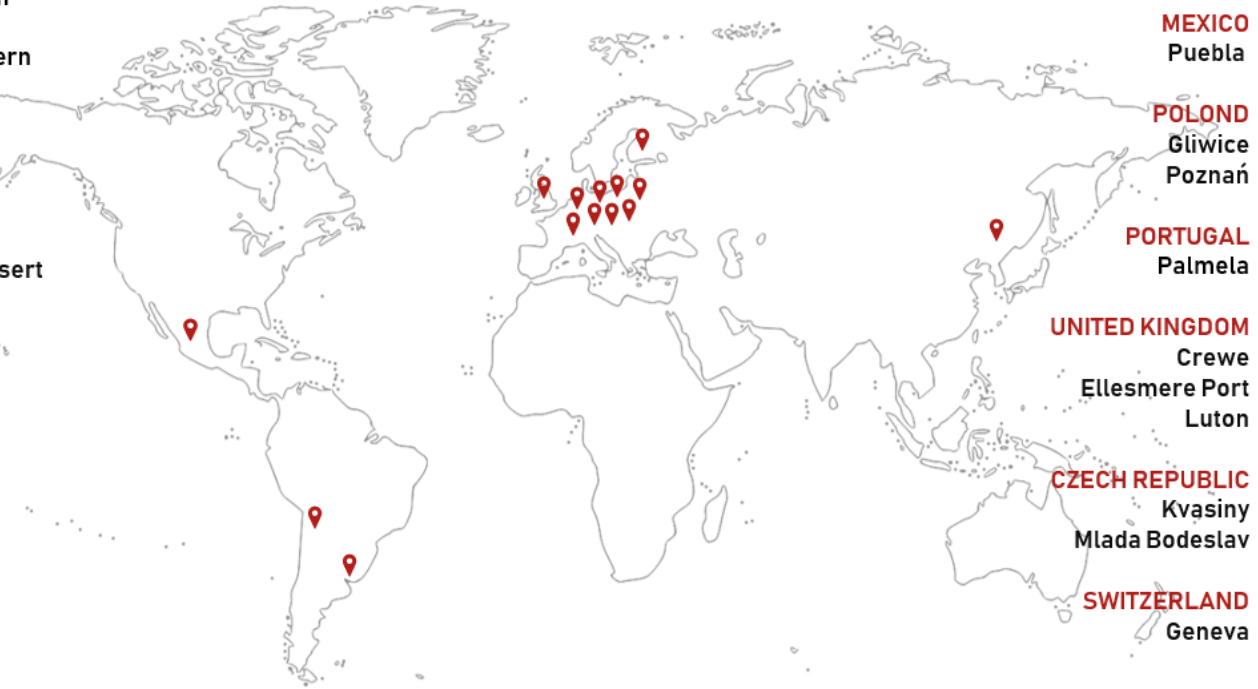 ern
sert
MEXICO
Puebla
POLOND
Gliwice
Poznań
PORTUGAL
Palmela
UNITED KINGDOM
Crewe
Ellesmere Port
Luton
CZECH REPUBLIC
Kvasiny
Mlada Bodeslav
SWITZERLAND
Geneva